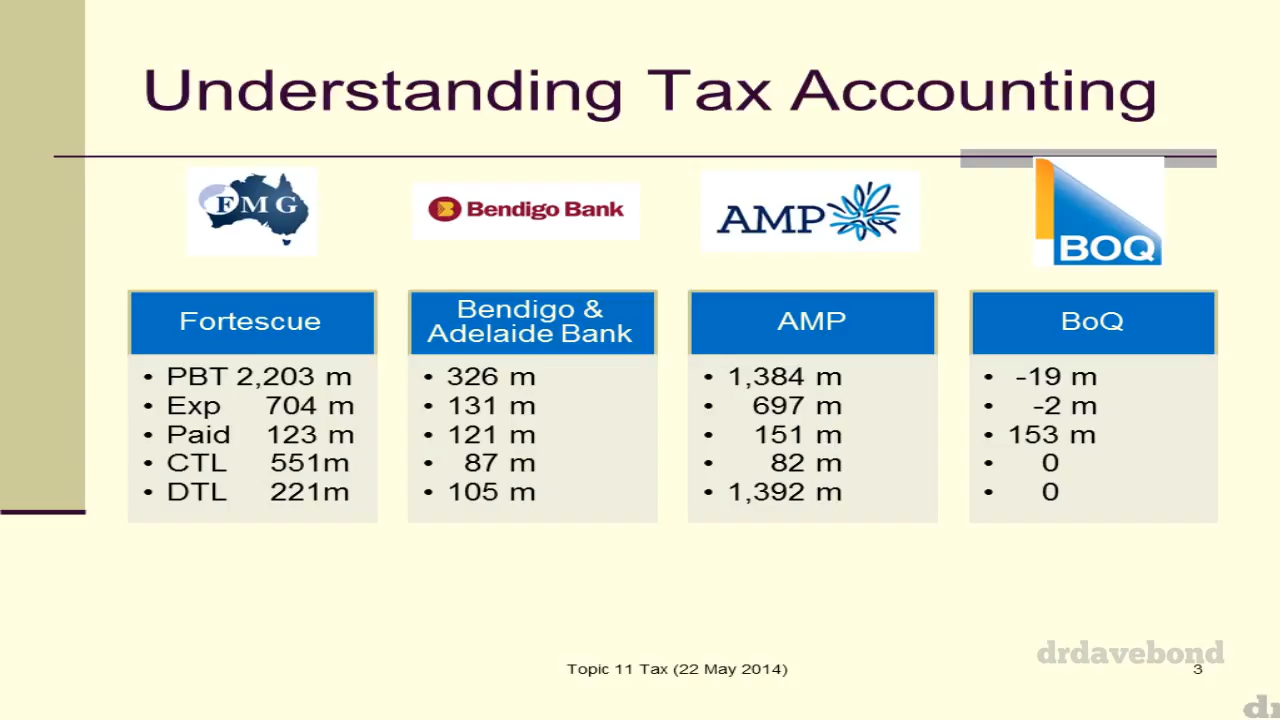 Understanding Tax Accounting
FMG
Bendigo Bank
AMP
BOQ
Fortescue
• PBT 2,203 m
• Exp 704 m
• Paid 123 m
• CTL 551m
• DTL 221m
Bendigo &
Adelaide Bank
• 326 m
• 131 m
• 121 m
• 87 m
• 105 m
AMP
• 1,384 m
• 697 m
• 151 m
• 82 m
• 1,392 m
BoQ
• -19 m
• -2 m
• 153 m
• 0
• 0
drdavebond
Topic 11 Tax (22 May 2014)
3